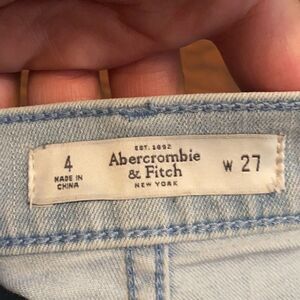 EST. 1892
4
Abercrombie
& Fitch
W 27
MADE IN
CHINA
NEW YORK